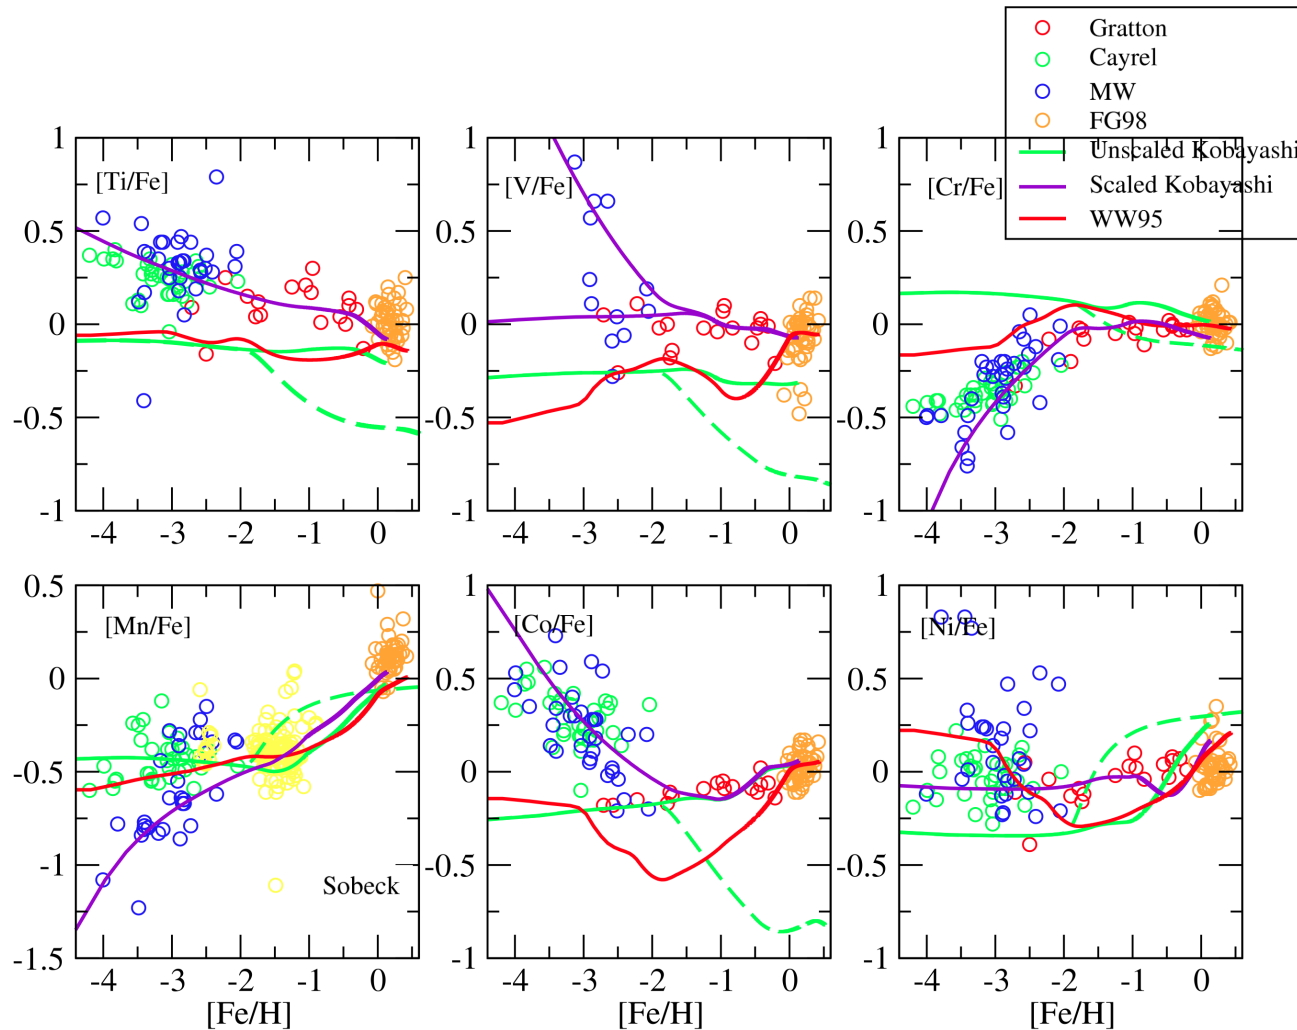 Gratton
Cayrel
MW
FG98
Unscaled Kobayashi
Scaled Kobayashi
WW95
1
0.5
0
-0.5
-1
[Ti/Fe]
-4 -3 -2 -1 0
1
0.5
0
-0.5
-1
[V/Fe]
-4 -3 -2 -1 0
1
0.5
0
-0.5
-1
[Cr/Fe]
-4 -3 -2 -1 0
0.5
0
-0.5
-1
-1.5
[Mn/Fe]
Sobeck
-4 -3 -2 -1 0
[Fe/H]
1
0.5
0
-0.5
-1
[Co/Fe]
-4 -3 -2 -1 0
[Fe/H]
1
0.5
0
-0.5
-1
[Ni/Fe]
-4 -3 -2 -1 0
[Fe/H]